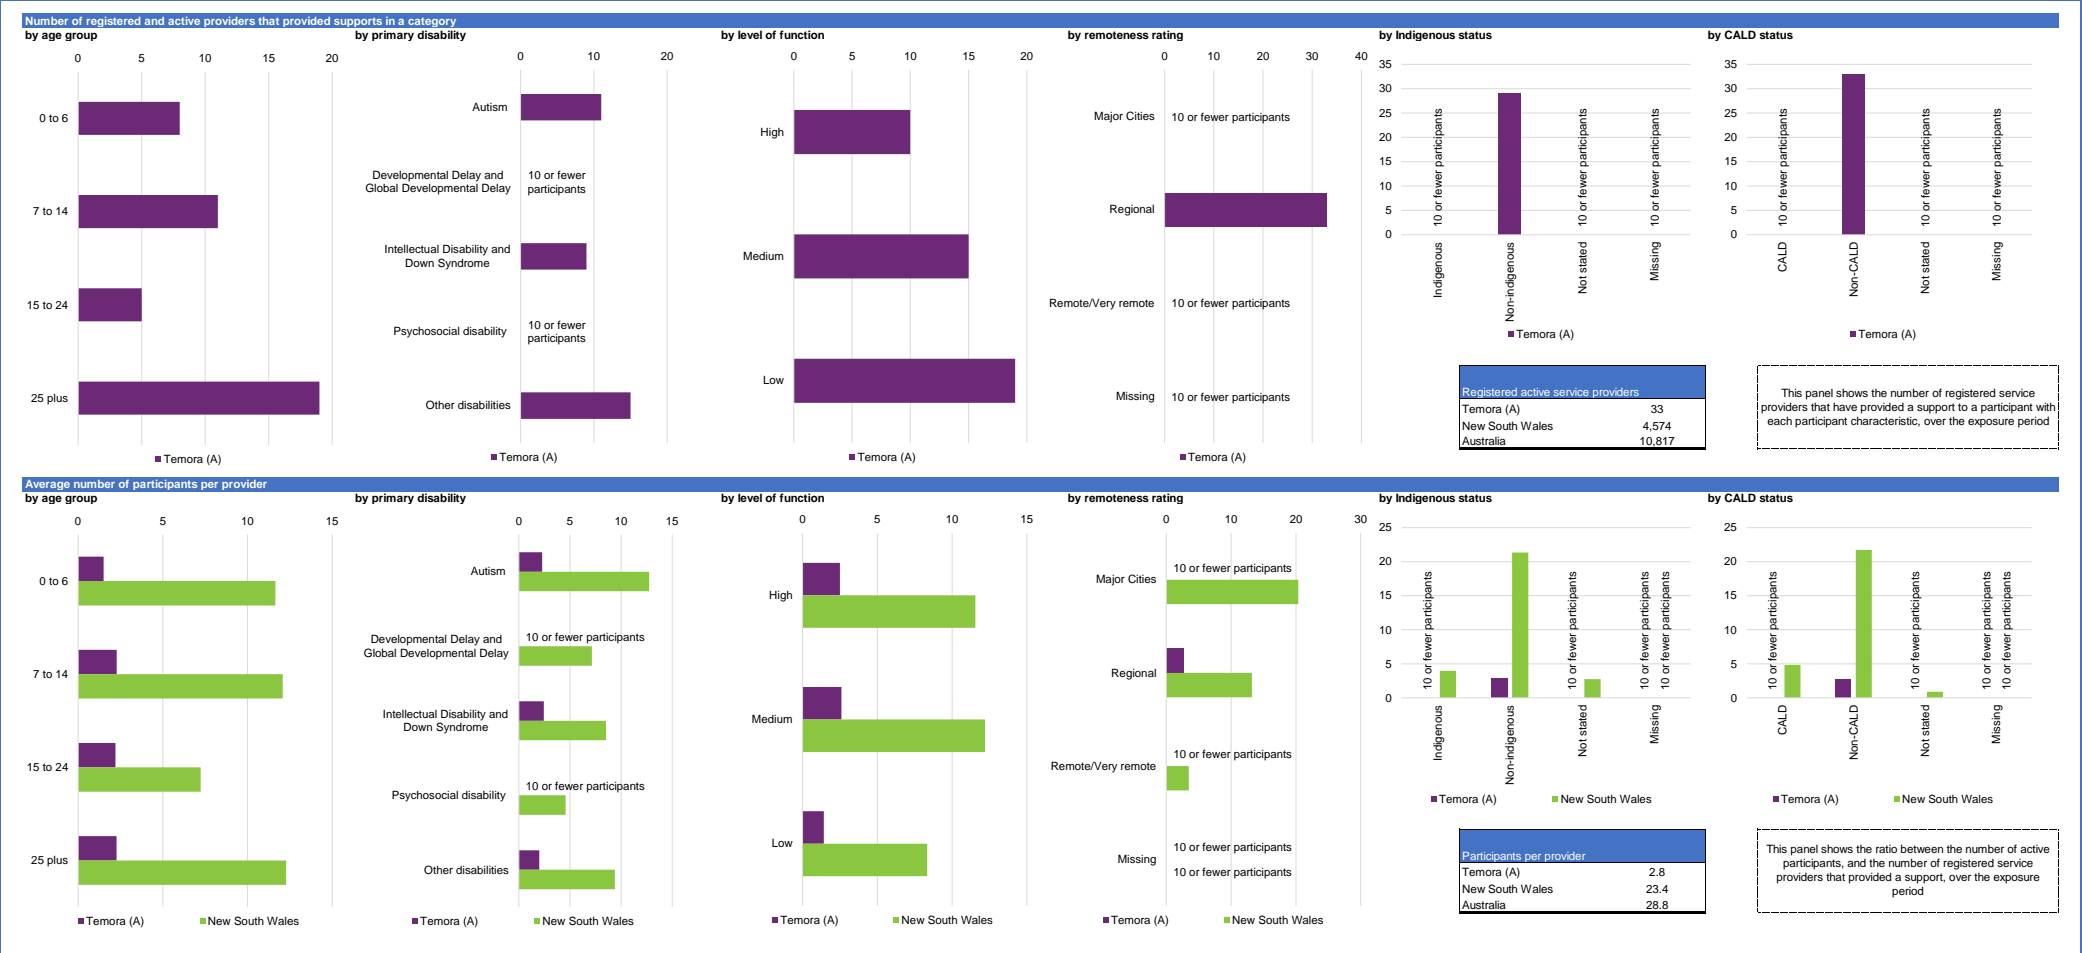 Number of registered and active providers that provided supports in a category
by age group
0 5 10 15 20
0 to 6
7 to 14
15 to 24
25 plus
Temora (A)
by primary disability
0 10 20
Autism
Developmental Delay and
Global Developmental Delay
10 or fewer
participants
Intellectual Disability and
Down Syndrome
Psychosocial disability
10 or fewer
participants
Other disabilities
Temora (A)
by level of function
0 5 10 15 20
High
Medium
Low
Temora (A)
by remoteness rating
0 10 20 30 40
Major Cities 10 or fewer participants
Regional
Remote/Very remote 10 or fewer participants
Missing 10 or fewer participants
Temora (A)
by Indigenous status
35
30
25
20
15
10
5
0
10 or fewer participants
10 or fewer participants
10 or fewer participants
Indigenous
Non-indigenous
Not stated
Missing
Temora (A)
by CALD status
35
30
25
20
15
10
5
0
10 or fewer participants
10 or fewer participants
10 or fewer participants
CALD
Non-CALD
Not stated
Missing
Temora (A)
Registered active service providers
Temora (A) 33
New South Wales 4,574
Australia 10,817
This panel shows the number of registered service
providers that have provided a support to a participant with
each participant characteristic, over the exposure period
Average number of participants per provider
by age group
0 5 10 15
0 to 6
7 to 14
15 to 24
25 plus
Temora (A) New South Wales
by primary disability
0 5 10 15
Autism
Developmental Delay and
Global Developmental Delay
10 or fewer participants
Intellectual Disability and
Down Syndrome
Psychosocial disability
10 or fewer participants
Other disabilities
Temora (A) New South Wales
by level of function
0 5 10 15
High
Medium
Low
Temora (A) New South Wales
by remoteness rating
0 10 20 30
Major Cities
10 or fewer participants
Regional
Remote/Very remote
10 or fewer participants
Missing
10 or fewer participants
10 or fewer participants
Temora (A) New South Wales
by Indigenous status
25
20
15
10
5
0
10 or fewer participants
10 or fewer participants
10 or fewer participants
10 or fewer participants
Indigenous
Non-indigenous
Not stated
Missing
Temora (A) New South Wales
by CALD status
25
20
15
10
5
0
10 or fewer participants
10 or fewer participants
10 or fewer participants
10 or fewer participants
CALD
Non-CALD
Not stated
Missing
Temora (A) New South Wales
Participants per provider
Temora (A) 2.8
New South Wales 23.4
Australia 28.8
This panel shows the ratio between the number of active
participants, and the number of registered service
providers that provided a support, over the exposure
period